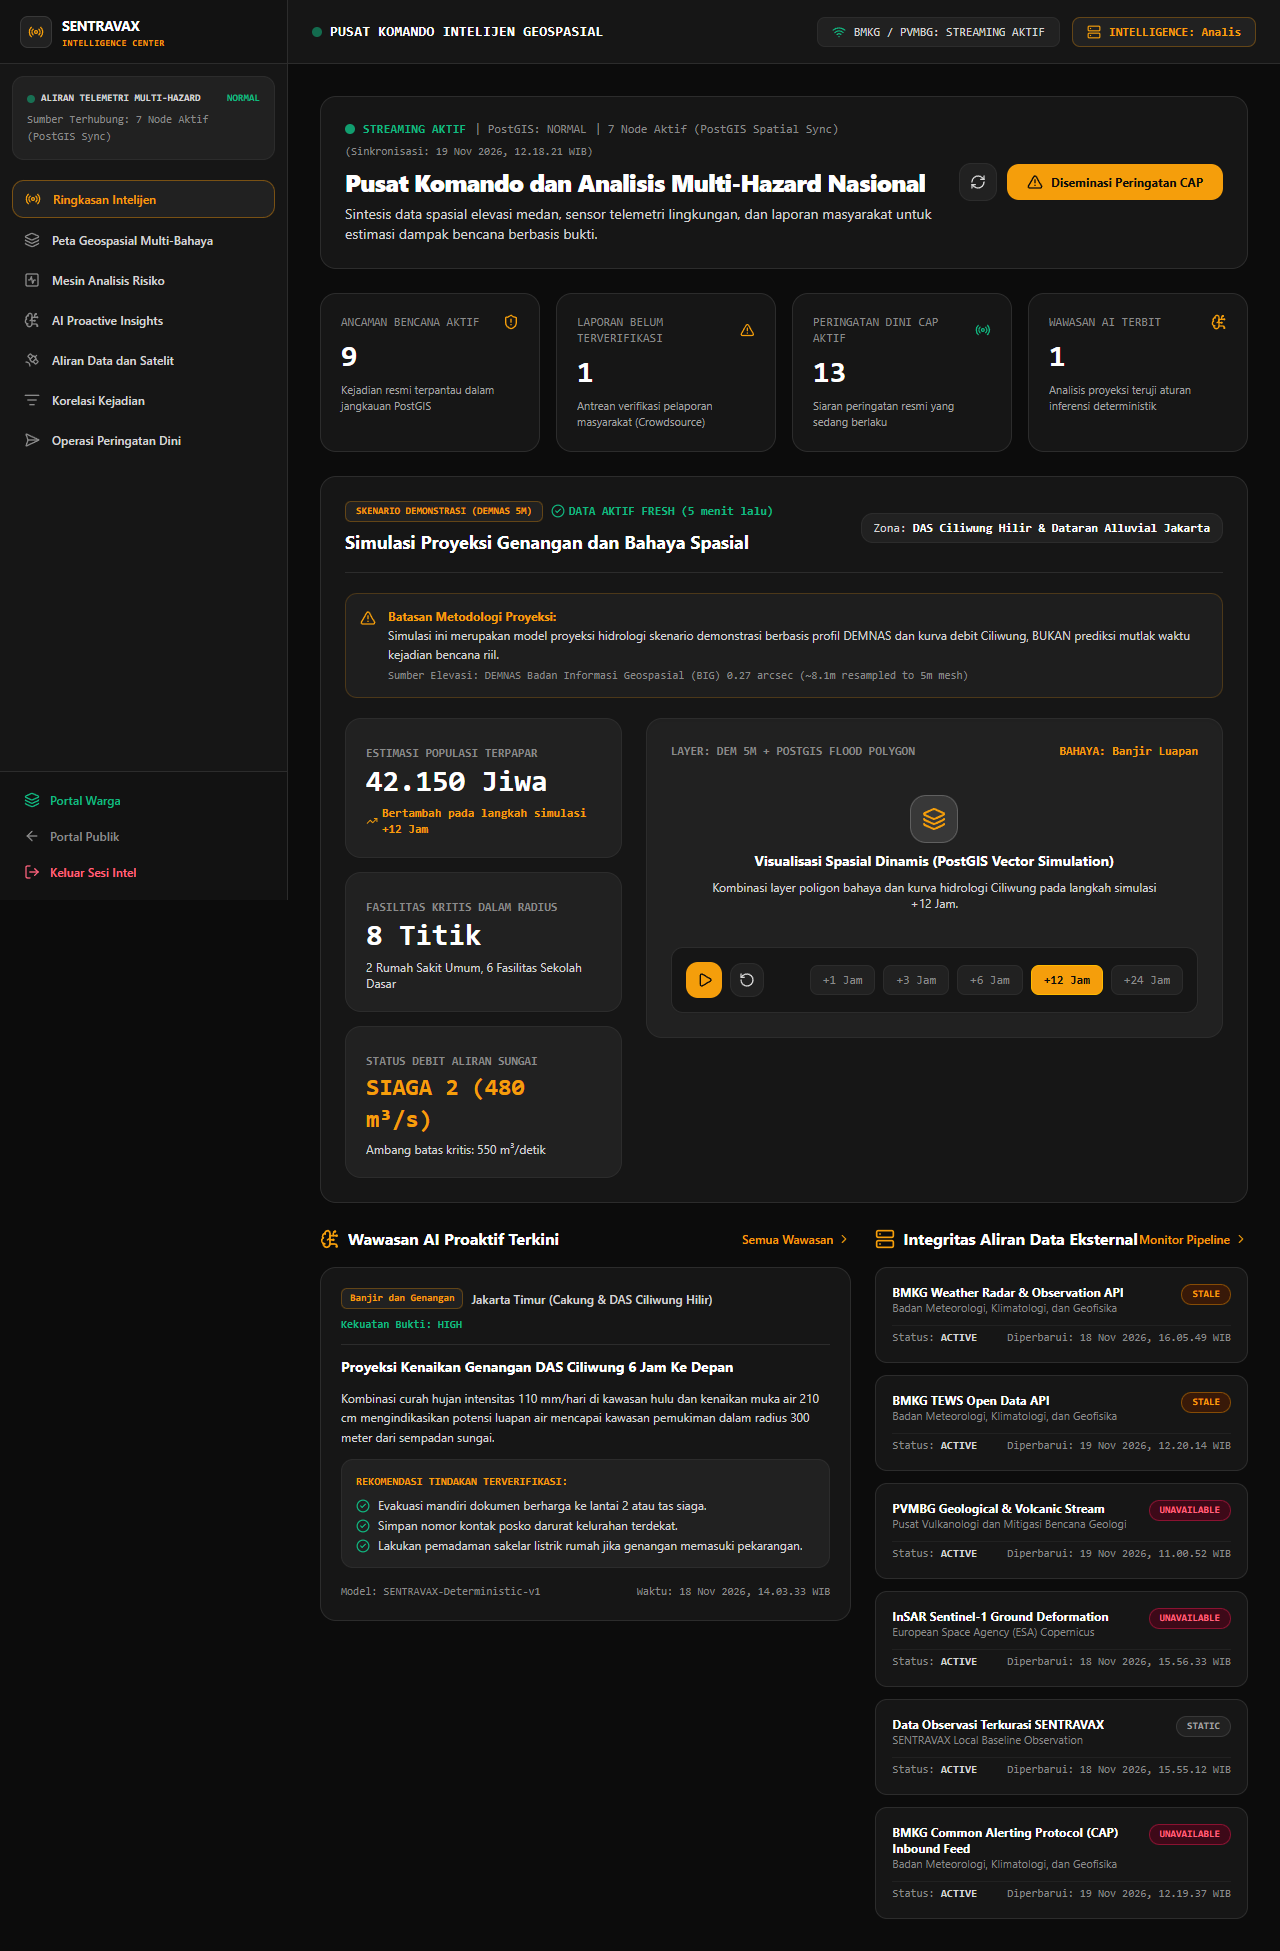 SENTRAVAX
INTELLIGENCE CENTER
ALIRAN TELEMETRI MULTI-HAZARD NORMAL
Sumber Terhubung: 7 Node Aktif
(PostGIS Sync)
Ringkasan Intelijen
Peta Geospasial Multi-Bahaya
Mesin Analisis Risiko
AI Proactive Insights
Aliran Data dan Satelit
Korelasi Kejadian
Operasi Peringatan Dini
Portal Warga
Portal Publik
Keluar Sesi Intel
PUSAT KOMANDO INTELIJEN GEOSPASIAL
BMKG / PVMBG: STREAMING AKTIF
INTELLIGENCE: Analis
STREAMING AKTIF | PostGIS: NORMAL | 7 Node Aktif (PostGIS Spatial Sync)
(Sinkronisasi: 19 Nov 2026, 12.18.21 WIB)
Pusat Komando dan Analisis Multi-Hazard Nasional
Sintesis data spasial elevasi medan, sensor telemetri lingkungan, dan laporan masyarakat untuk
estimasi dampak bencana berbasis bukti.
Diseminasi Peringatan CAP
ANCAMAN BENCANA AKTIF
9
Kejadian resmi terpantau dalam
jangkauan PostGIS
LAPORAN BELUM
TERVERIFIKASI
1
Antrean verifikasi pelaporan
masyarakat (Crowdsource)
PERINGATAN DINI CAP
AKTIF
13
Siaran peringatan resmi yang
sedang berlaku
WAWASAN AI TERBIT
1
Analisis proyeksi teruji aturan
inferensi deterministik
SKENARIO DEMONSTRASI (DEMNAS 5M) DATA AKTIF FRESH (5 menit lalu)
Simulasi Proyeksi Genangan dan Bahaya Spasial
Zona: DAS Ciliwung Hilir & Dataran Alluvial Jakarta
Batasan Metodologi Proyeksi:
Simulasi ini merupakan model proyeksi hidrologi skenario demonstrasi berbasis profil DEMNAS dan kurva debit Ciliwung, BUKAN prediksi mutlak waktu
kejadian bencana riil.
Sumber Elevasi: DEMNAS Badan Informasi Geospasial (BIG) 0.27 arcsec (~8.1m resampled to 5m mesh)
ESTIMASI POPULASI TERPAPAR
42.150 Jiwa
Bertambah pada langkah simulasi
+12 Jam
FASILITAS KRITIS DALAM RADIUS
8 Titik
2 Rumah Sakit Umum, 6 Fasilitas Sekolah
Dasar
STATUS DEBIT ALIRAN SUNGAI
SIAGA 2 (480
m³/s)
Ambang batas kritis: 550 m³/detik
LAYER: DEM 5M + POSTGIS FLOOD POLYGON
BAHAYA: Banjir Luapan
Visualisasi Spasial Dinamis (PostGIS Vector Simulation)
Kombinasi layer poligon bahaya dan kurva hidrologi Ciliwung pada langkah simulasi
+12 Jam.
+1 Jam +3 Jam +6 Jam +12 Jam +24 Jam
Wawasan AI Proaktif Terkini
Semua Wawasan
Banjir dan Genangan Jakarta Timur (Cakung & DAS Ciliwung Hilir)
Kekuatan Bukti: HIGH
Proyeksi Kenaikan Genangan DAS Ciliwung 6 Jam Ke Depan
Kombinasi curah hujan intensitas 110 mm/hari di kawasan hulu dan kenaikan muka air 210
cm mengindikasikan potensi luapan air mencapai kawasan pemukiman dalam radius 300
meter dari sempadan sungai.
REKOMENDASI TINDAKAN TERVERIFIKASI:
Evakuasi mandiri dokumen berharga ke lantai 2 atau tas siaga.
Simpan nomor kontak posko darurat kelurahan terdekat.
Lakukan pemadaman sakelar listrik rumah jika genangan memasuki pekarangan.
Model: SENTRAVAX-Deterministic-v1
Waktu: 18 Nov 2026, 14.03.33 WIB
Integritas Aliran Data Eksternal
Monitor Pipeline
BMKG Weather Radar & Observation API
STALE
Badan Meteorologi, Klimatologi, dan Geofisika
Status: ACTIVE Diperbarui: 18 Nov 2026, 16.05.49 WIB
BMKG TEWS Open Data API
STALE
Badan Meteorologi, Klimatologi, dan Geofisika
Status: ACTIVE Diperbarui: 19 Nov 2026, 12.20.14 WIB
PVMBG Geological & Volcanic Stream
UNAVAILABLE
Pusat Vulkanologi dan Mitigasi Bencana Geologi
Status: ACTIVE Diperbarui: 19 Nov 2026, 11.00.52 WIB
InSAR Sentinel-1 Ground Deformation
UNAVAILABLE
European Space Agency (ESA) Copernicus
Status: ACTIVE Diperbarui: 18 Nov 2026, 15.56.33 WIB
Data Observasi Terkurasi SENTRAVAX
STATIC
SENTRAVAX Local Baseline Observation
Status: ACTIVE Diperbarui: 18 Nov 2026, 15.55.12 WIB
BMKG Common Alerting Protocol (CAP)
Inbound Feed
UNAVAILABLE
Badan Meteorologi, Klimatologi, dan Geofisika
Status: ACTIVE Diperbarui: 19 Nov 2026, 12.19.37 WIB